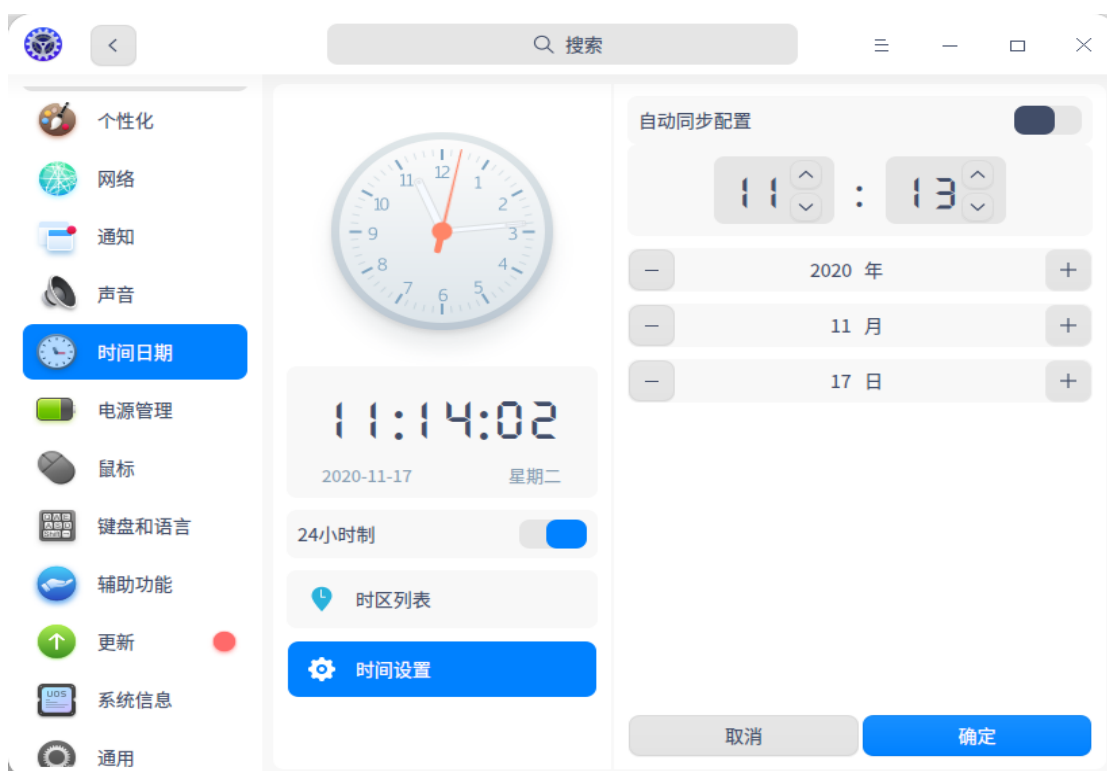 搜索
个性化
网络
通知
声音
时间日期
电源管理
鼠标
键盘和语言
辅助功能
更新
UOS
系统信息
通用
12
1
2
3
4
5
6
7
8
9
10
11
11:14:02
2020-11-17 星期二
24小时制
时区列表
时间设置
自动同步配置
11 : 13
2020 年
11 月
17 日
取消 确定